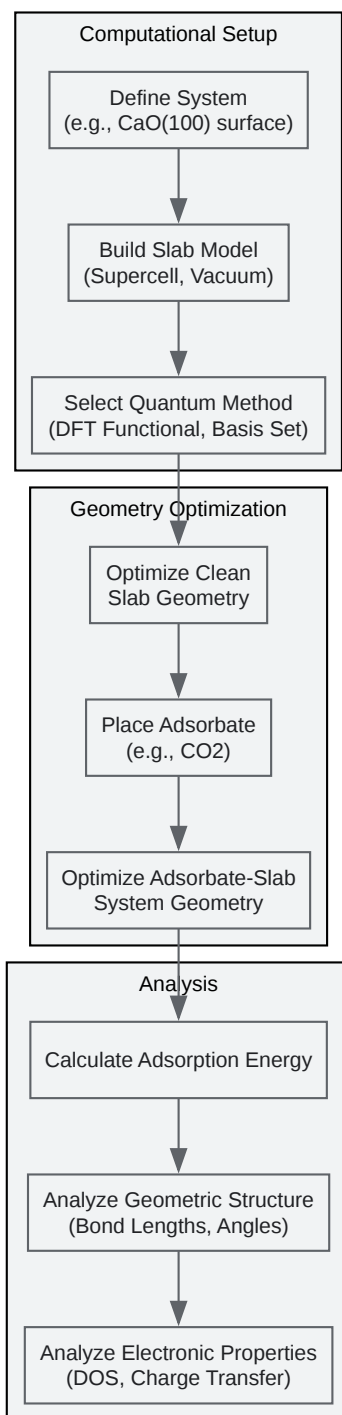 Computational Setup
Define System
(e.g., CaO(100) surface)
Build Slab Model
(Supercell, Vacuum)
Select Quantum Method
(DFT Functional, Basis Set)
Geometry Optimization
Optimize Clean
Slab Geometry
Place Adsorbate
(e.g., CO2)
Optimize Adsorbate-Slab
System Geometry
Analysis
Calculate Adsorption Energy
Analyze Geometric Structure
(Bond Lengths, Angles)
Analyze Electronic Properties
(DOS, Charge Transfer)